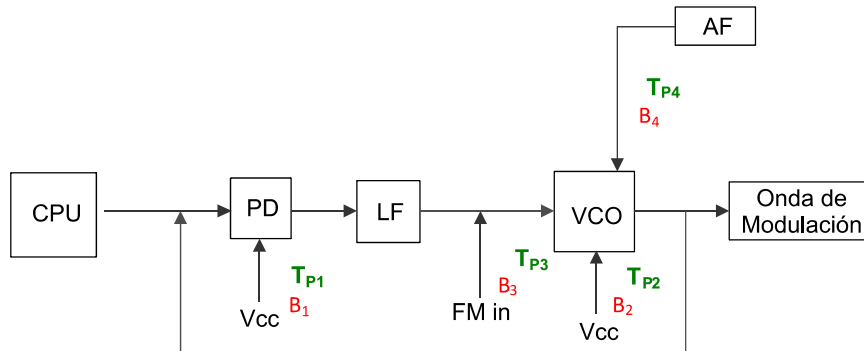 AF
TP4
B4
CPU
PD
LF
VCO
Onda de
Modulación
TP1
B1
Vcc
TP3
B3
FM in
TP2
B2
Vcc